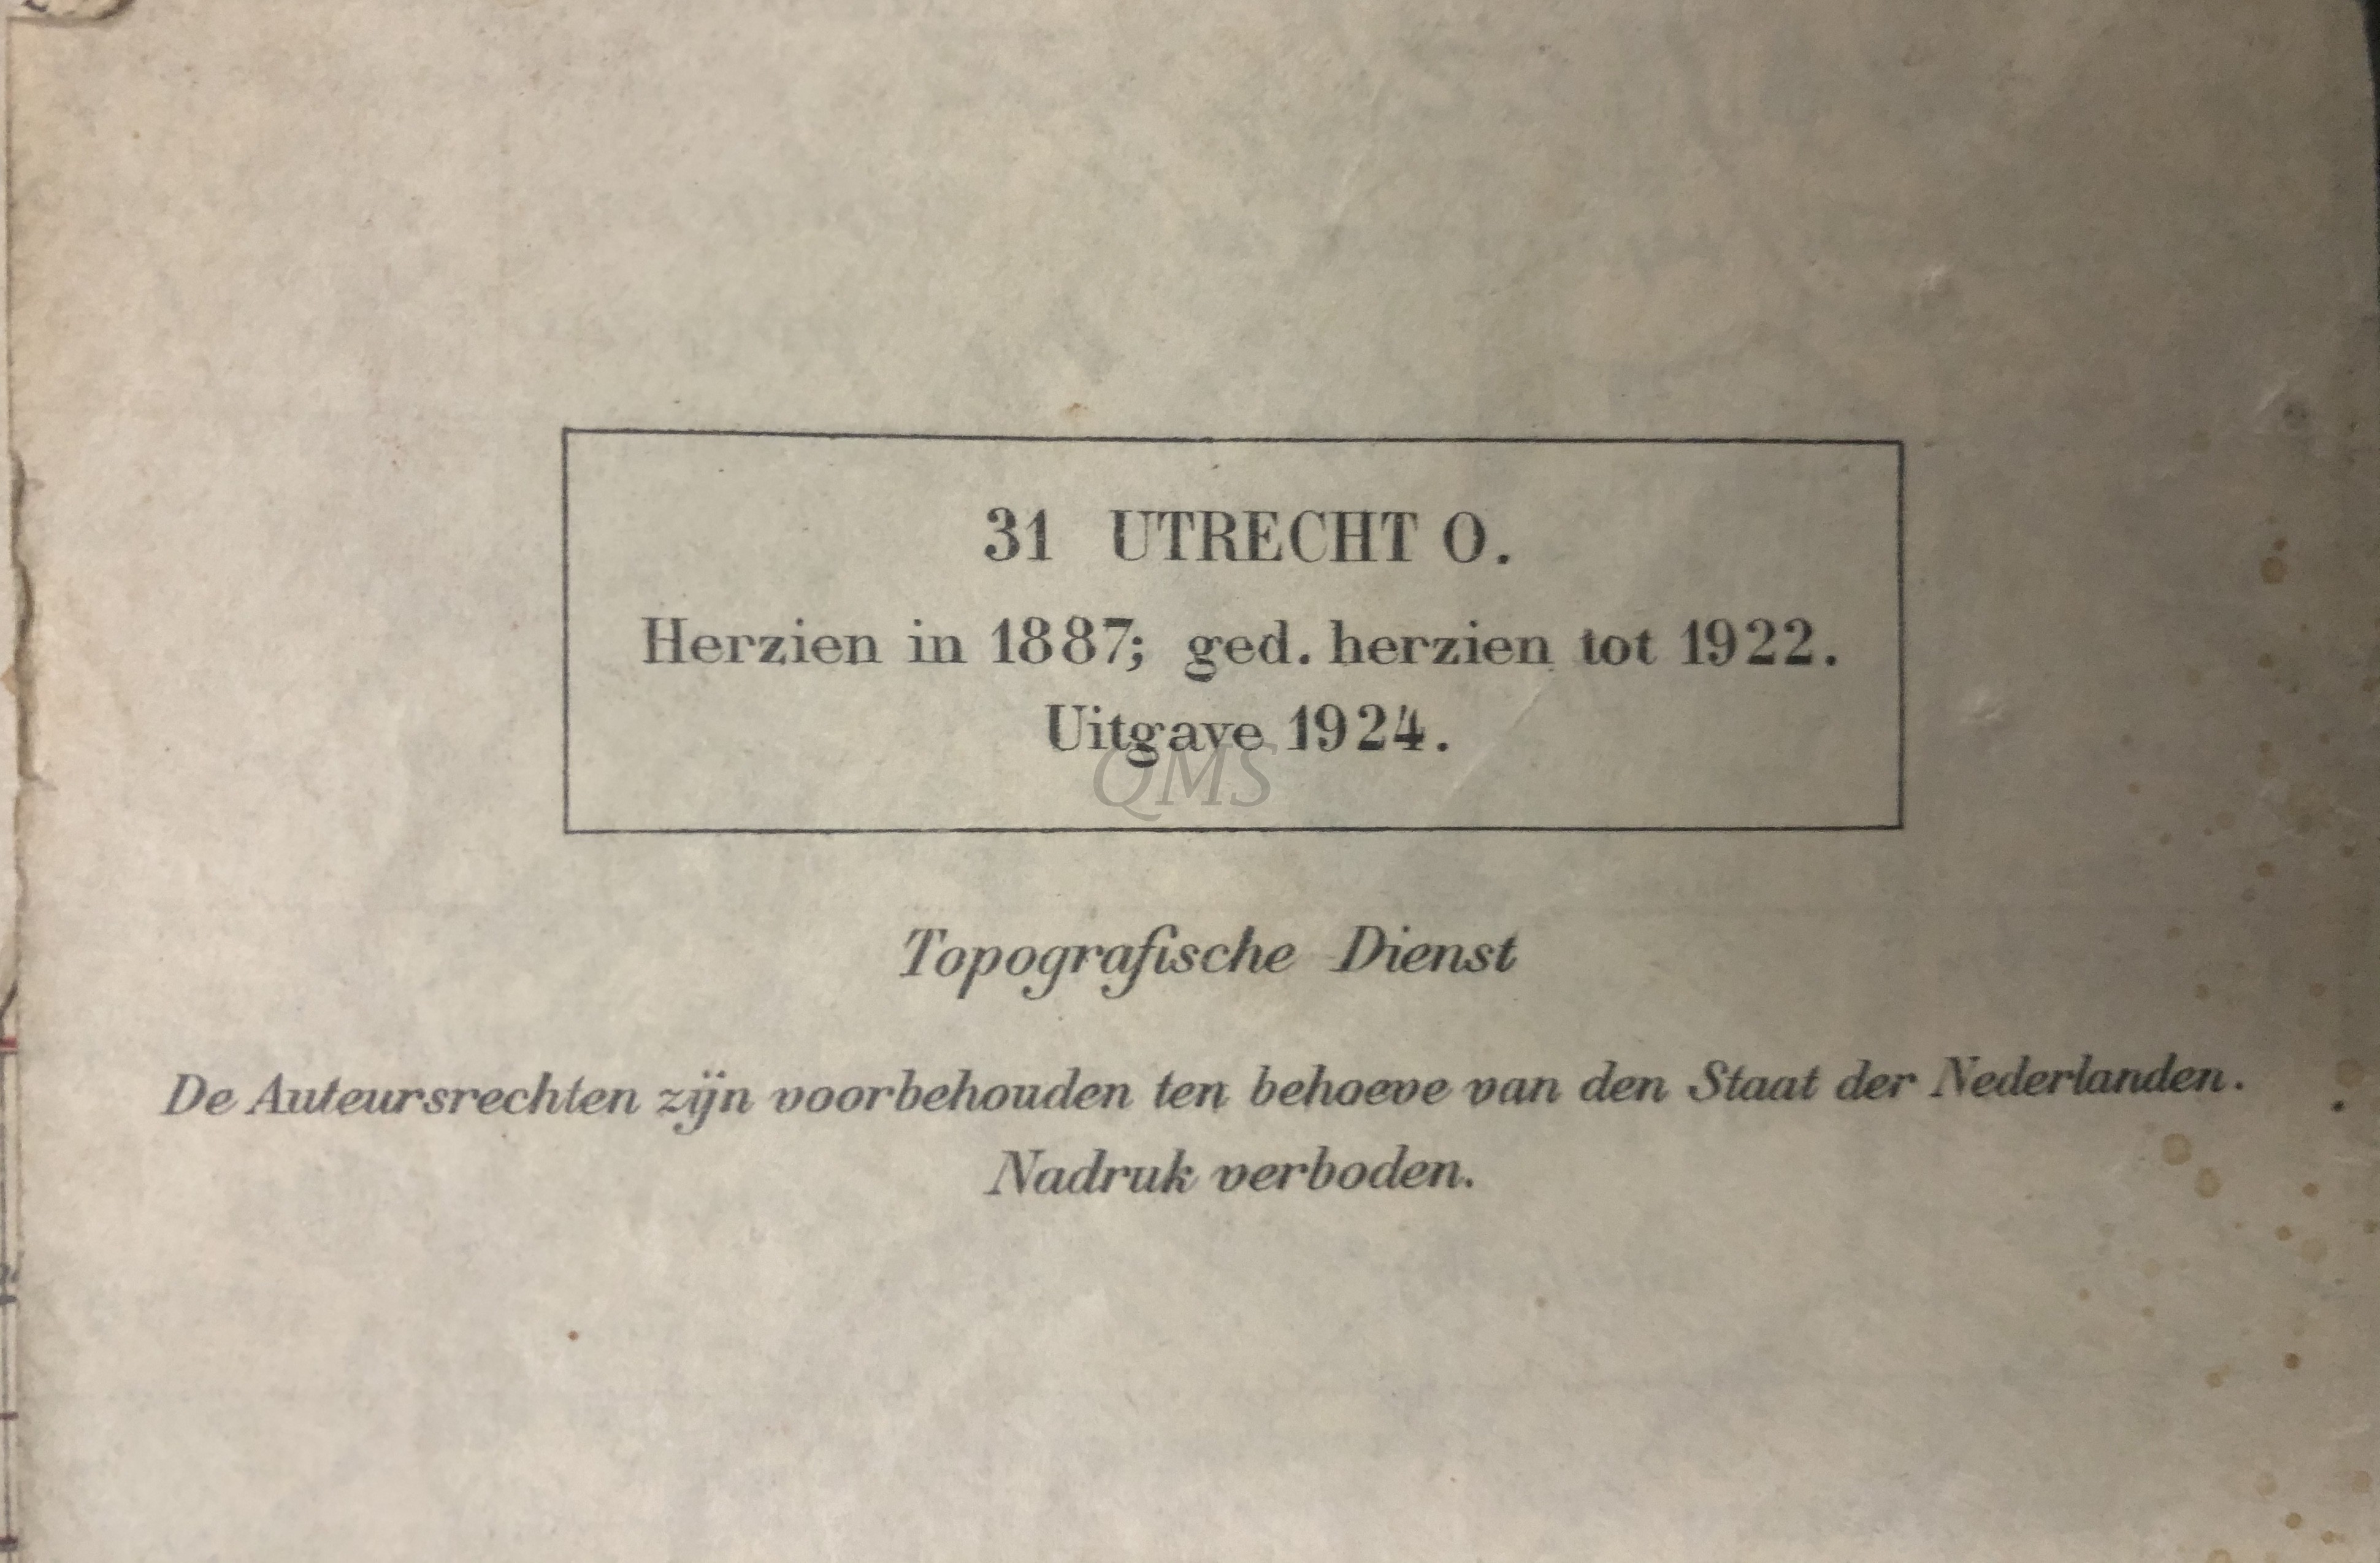 31 UTRECHT O.
Herzien in 1887; ged. herzien tot 1922.
Uitgave 1924.
QMS
Topografische Dienst
De Auteursrechten zijn voorbehouden ten behoeve van den Staat der Nederlanden.
Nadruk verboden.